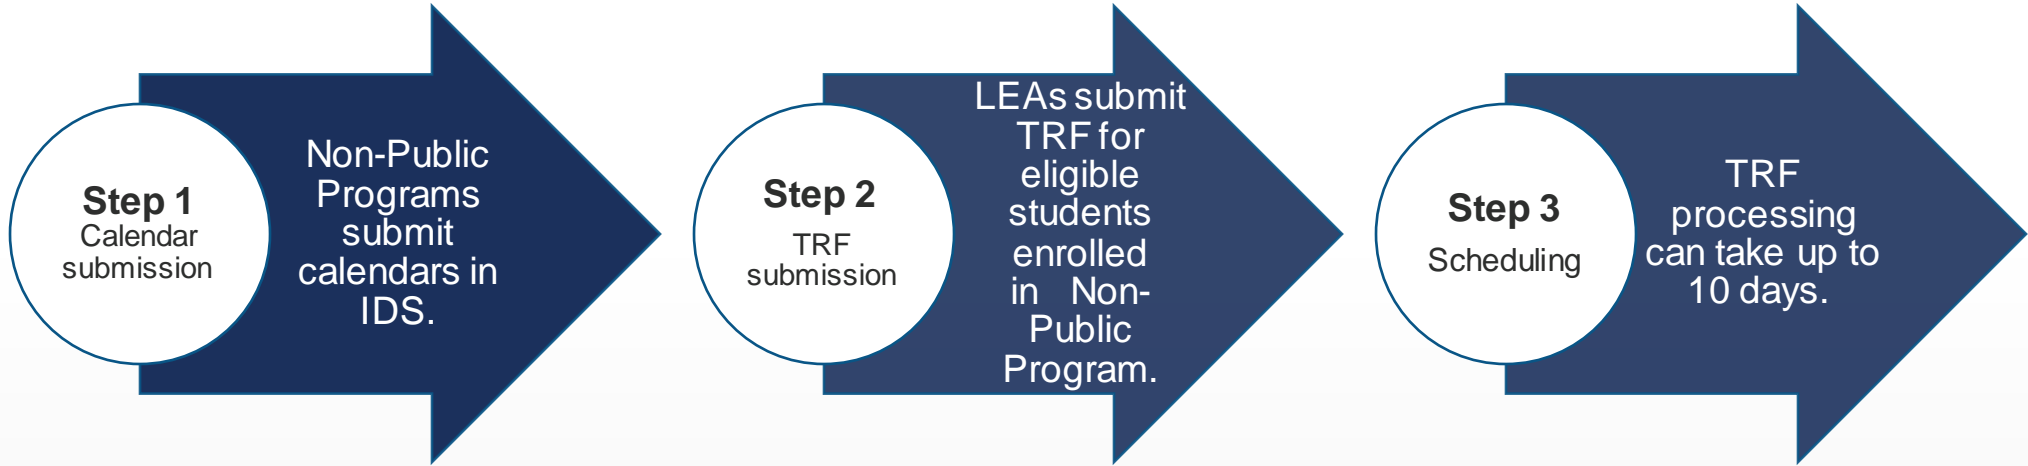 Step 1
Calendar
submission
Non-Public
Programs
submit
calendars in
IDS.
Step 2
TRF
submission
LEAs submit
TRF for
eligible
students
enrolled
in Non-
Public
Program.
Step 3
Scheduling
TRF
processing
can take up to
10 days.